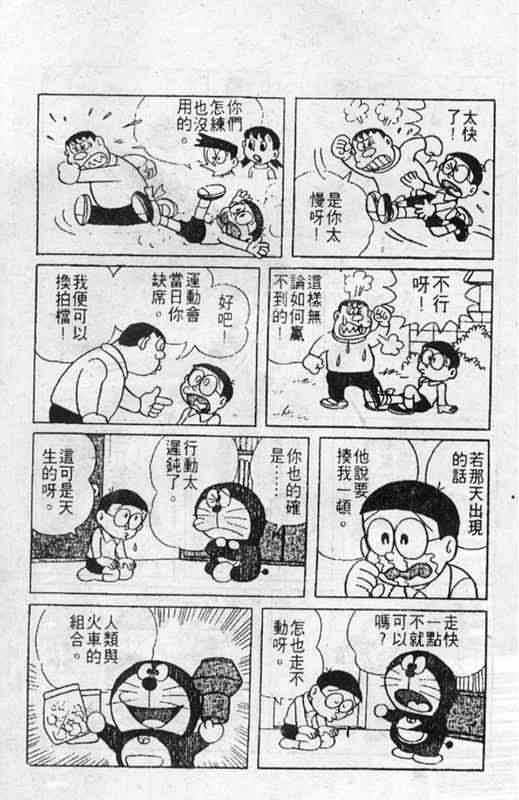 太快
了！
是你太
慢呀！
你們
怎練
也沒
用的。
不行
呀！
這樣無
論如何贏
不到的！
好吧！
運動會
當日你
缺席。
我便可以
換拍檔！
若那天出現
的話
他說要
揍我一頓。
你也的確
是……
行動太
遲鈍了。
這可是天
生的呀。
走快
一點
不就
可以
嗎？
怎也走不
動呀。
人類與
火車的
組合。